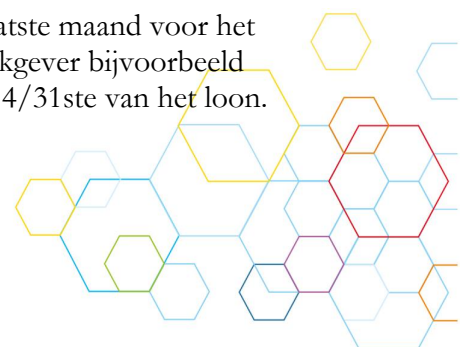 atste maand voor het
kgever bijvoorbeeld
4/31ste van het loon.